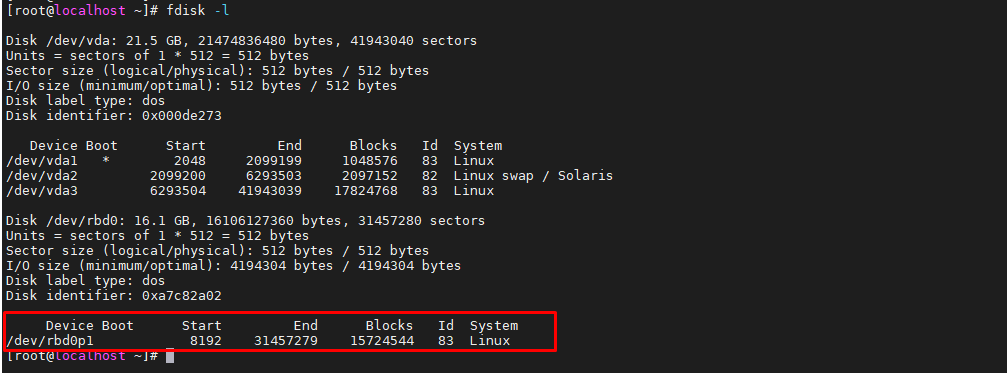 [root@localhost ~]# fdisk -l
Disk /dev/vda: 21.5 GB, 21474836480 bytes, 41943040 sectors
Units = sectors of 1 * 512 = 512 bytes
Sector size (logical/physical): 512 bytes / 512 bytes
I/O size (minimum/optimal): 512 bytes / 512 bytes
Disk label type: dos
Disk identifier: 0x000de273
Device Boot Start End Blocks Id System
/dev/vda1 * 2048 2099199 1048576 83 Linux
/dev/vda2 2099200 6293503 2097152 82 Linux swap / Solaris
/dev/vda3 6293504 41943039 17824768 83 Linux
Disk /dev/rbd0: 16.1 GB, 16106127360 bytes, 31457280 sectors
Units = sectors of 1 * 512 = 512 bytes
Sector size (logical/physical): 512 bytes / 512 bytes
I/O size (minimum/optimal): 4194304 bytes / 4194304 bytes
Disk label type: dos
Disk identifier: 0xa7c82a02
Device Boot Start End Blocks Id System
/dev/rbd0p1 8192 31457279 15724544 83 Linux
[root@localhost ~]#